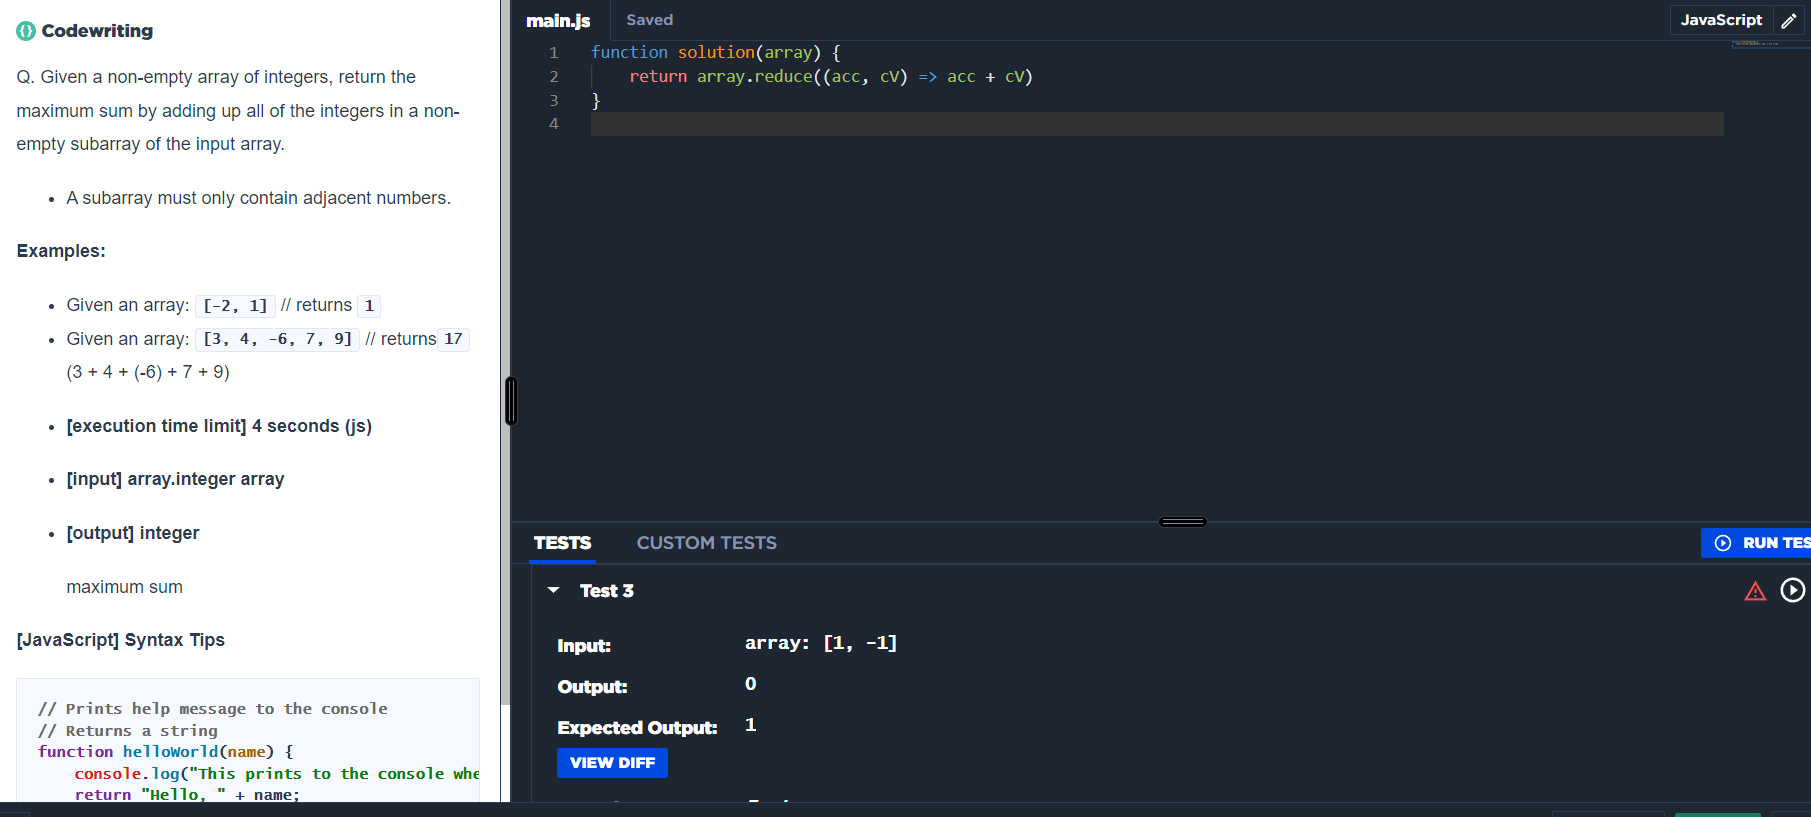 Codewriting
Q. Given a non-empty array of integers, return the
maximum sum by adding up all of the integers in a non-
empty subarray of the input array.
• A subarray must only contain adjacent numbers.
Examples:
• Given an array: [-2, 1] // returns 1
• Given an array: [3, 4, -6, 7, 9] // returns 17
(3 + 4 + (-6) + 7 + 9)
• [execution time limit] 4 seconds (js)
• [input] array.integer array
• [output] integer
maximum sum
[JavaScript] Syntax Tips
// Prints help message to the console
// Returns a string
function helloWorld(name) {
console.log("This prints to the console whe
return "Hello, " + name;
main.js Saved JavaScript
1 function solution(array) {
2 return array.reduce((acc, cV) => acc + cV)
3 }
4
TESTS CUSTOM TESTS RUN TES
Test 3
Input: array: [1, -1]
Output: 0
Expected Output: 1
VIEW DIFF